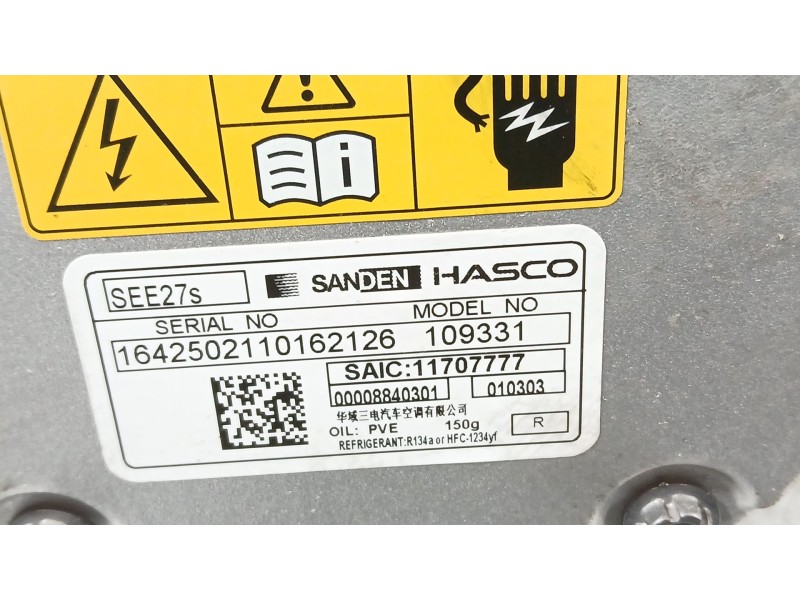 i
SEE27s SANDEN HASCO
SERIAL NO MODEL NO
1642502110162126 109331
SAIC:11707777
00008840301 010303
华域三电汽车空调有限公司
OIL: PVE 150g R
REFRIGERANT:R134a or HFC-1234yf